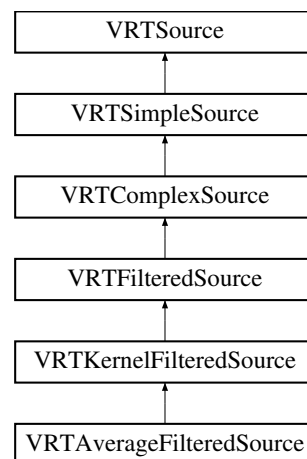 VRTSource
VRTSimpleSource
VRTComplexSource
VRTFilteredSource
VRTKernelFilteredSource
VRTAverageFilteredSource